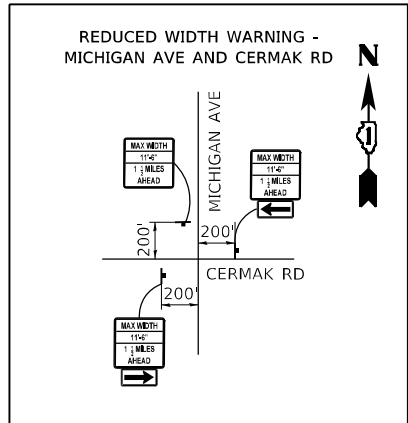 REDUCED WIDTH WARNING -
MICHIGAN AVE AND CERMAK RD
N
MICHIGAN AVE
MAX WIDTH
11'-6"
1 1/2 MILES
AHEAD
MAX WIDTH
11'-6"
1 1/2 MILES
AHEAD
200'
200'
CERMAK RD
200'
MAX WIDTH
11'-6"
1 1/2 MILES
AHEAD